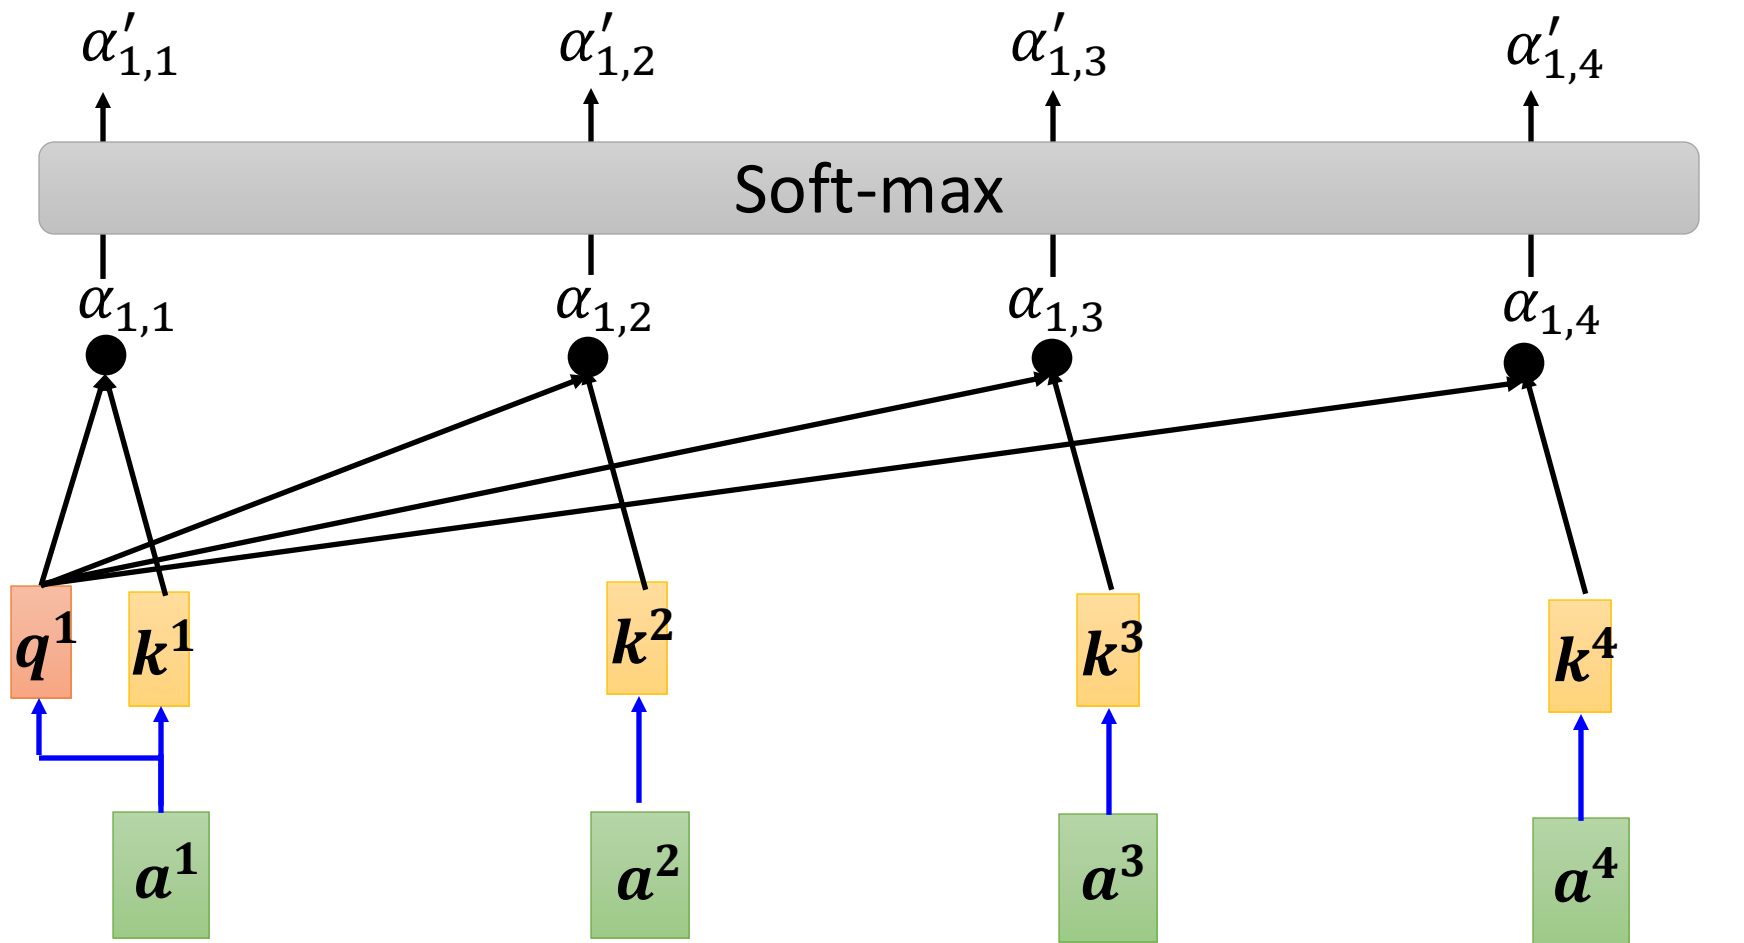 α′1,1 α′1,2 α′1,3 α′1,4
Soft-max
α1,1 α1,2 α1,3 α1,4
q¹ k¹ k² k³ k⁴
a¹ a² a³ a⁴